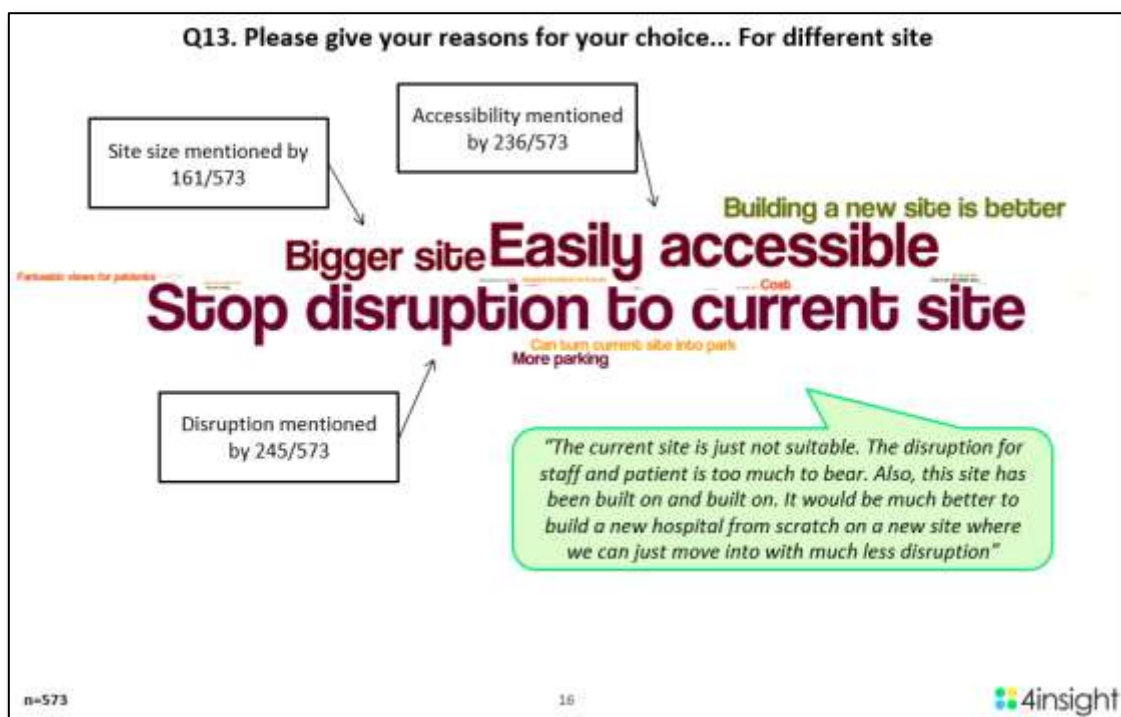 Q13. Please give your reasons for your choice... For different site
Accessibility mentioned
by 236/573
Site size mentioned by
161/573
Building a new site is better
Bigger site
Easily accessible
Fantastic views for patients
Cost
Stop disruption to current site
Can turn current site into park
More parking
Disruption mentioned
by 245/573
"The current site is just not suitable. The disruption for
staff and patient is too much to bear. Also, this site has
been built on and built on. It would be much better to
build a new hospital from scratch on a new site where
we can just move into with much less disruption"
n=573
16
4insight